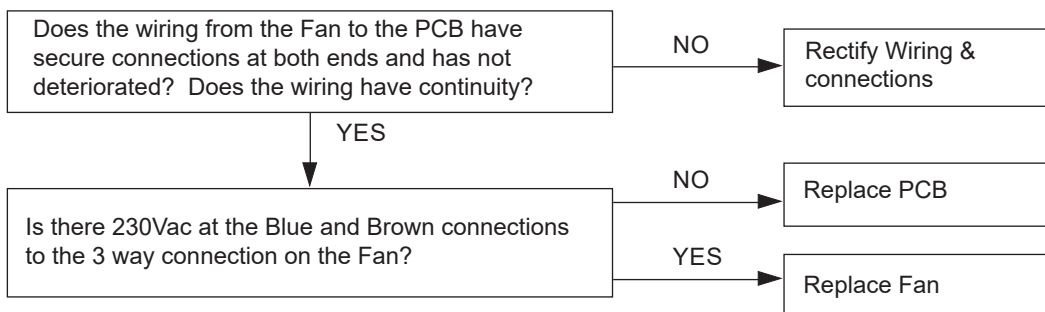 Does the wiring from the Fan to the PCB have
secure connections at both ends and has not
deteriorated?  Does the wiring have continuity?
NO
Rectify Wiring &
connections
YES
Is there 230Vac at the Blue and Brown connections
to the 3 way connection on the Fan?
NO
Replace PCB
YES
Replace Fan